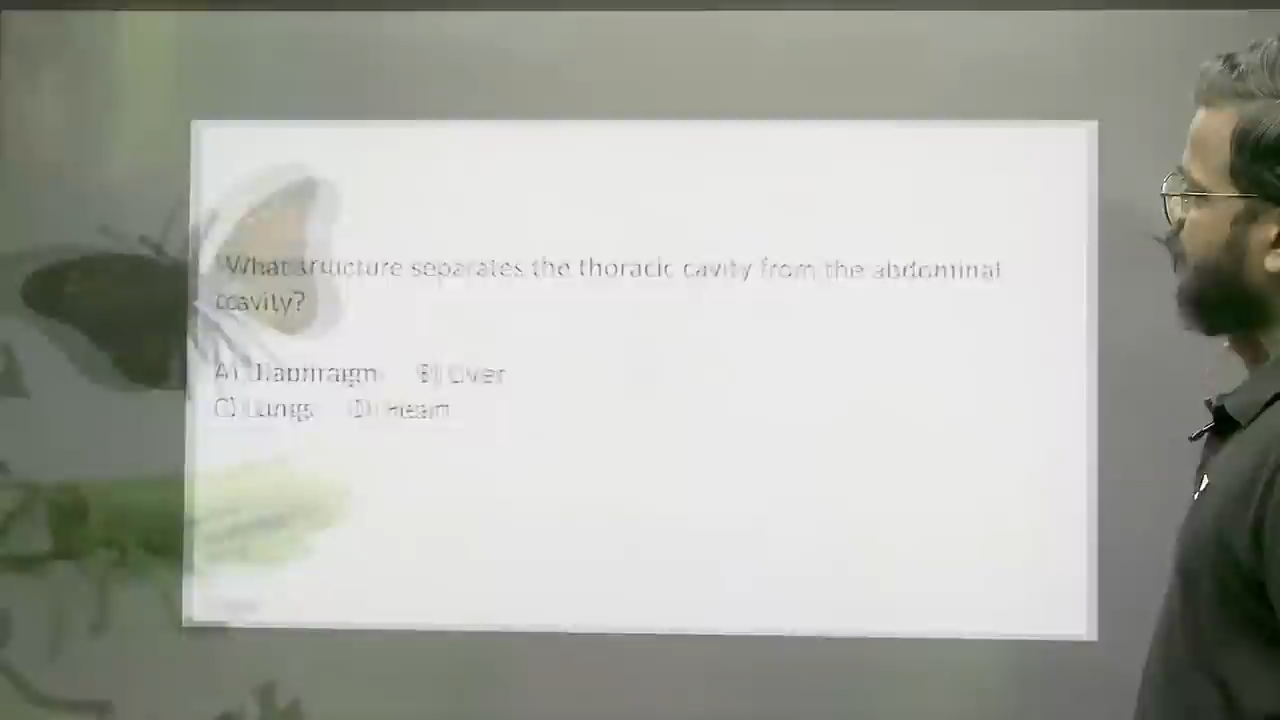 What structure separates the thoracic cavity from the abdominal
cavity?
A) Diaphragm B) Liver
C) Lungs D) Heart